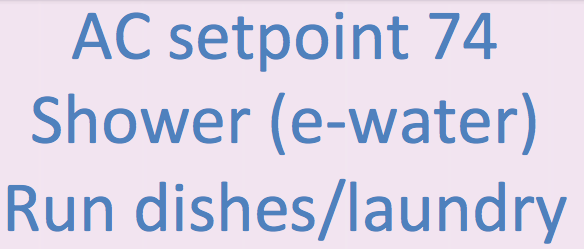 AC setpoint 74
Shower (e-water)
Run dishes/laundry